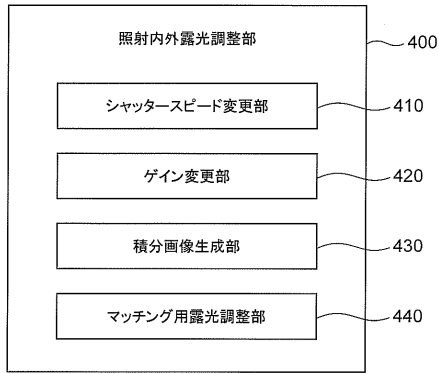 照射内外露光調整部
400
シャッタースピード変更部
410
ゲイン変更部
420
積分画像生成部
430
マッチング用露光調整部
440